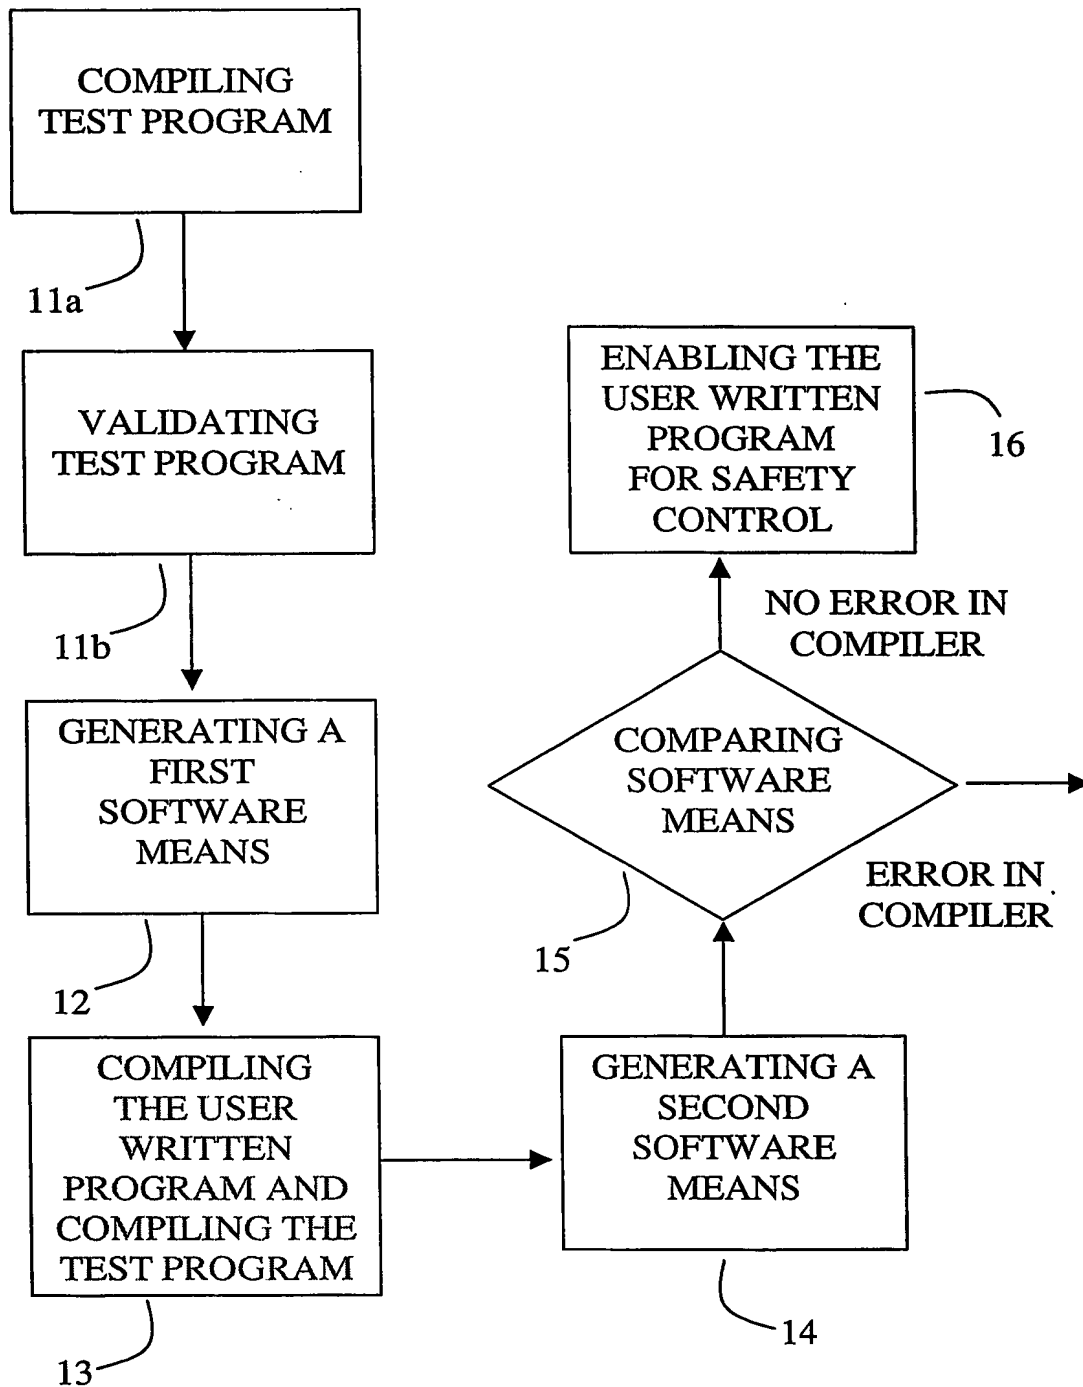 COMPILING
TEST PROGRAM
11a
VALIDATING
TEST PROGRAM
11b
GENERATING A
FIRST
SOFTWARE
MEANS
12
COMPILING
THE USER
WRITTEN
PROGRAM AND
COMPILING THE
TEST PROGRAM
13
GENERATING A
SECOND
SOFTWARE
MEANS
14
COMPARING
SOFTWARE
MEANS
15
ERROR IN
COMPILER
NO ERROR IN
COMPILER
ENABLING THE
USER WRITTEN
PROGRAM
FOR SAFETY
CONTROL
16